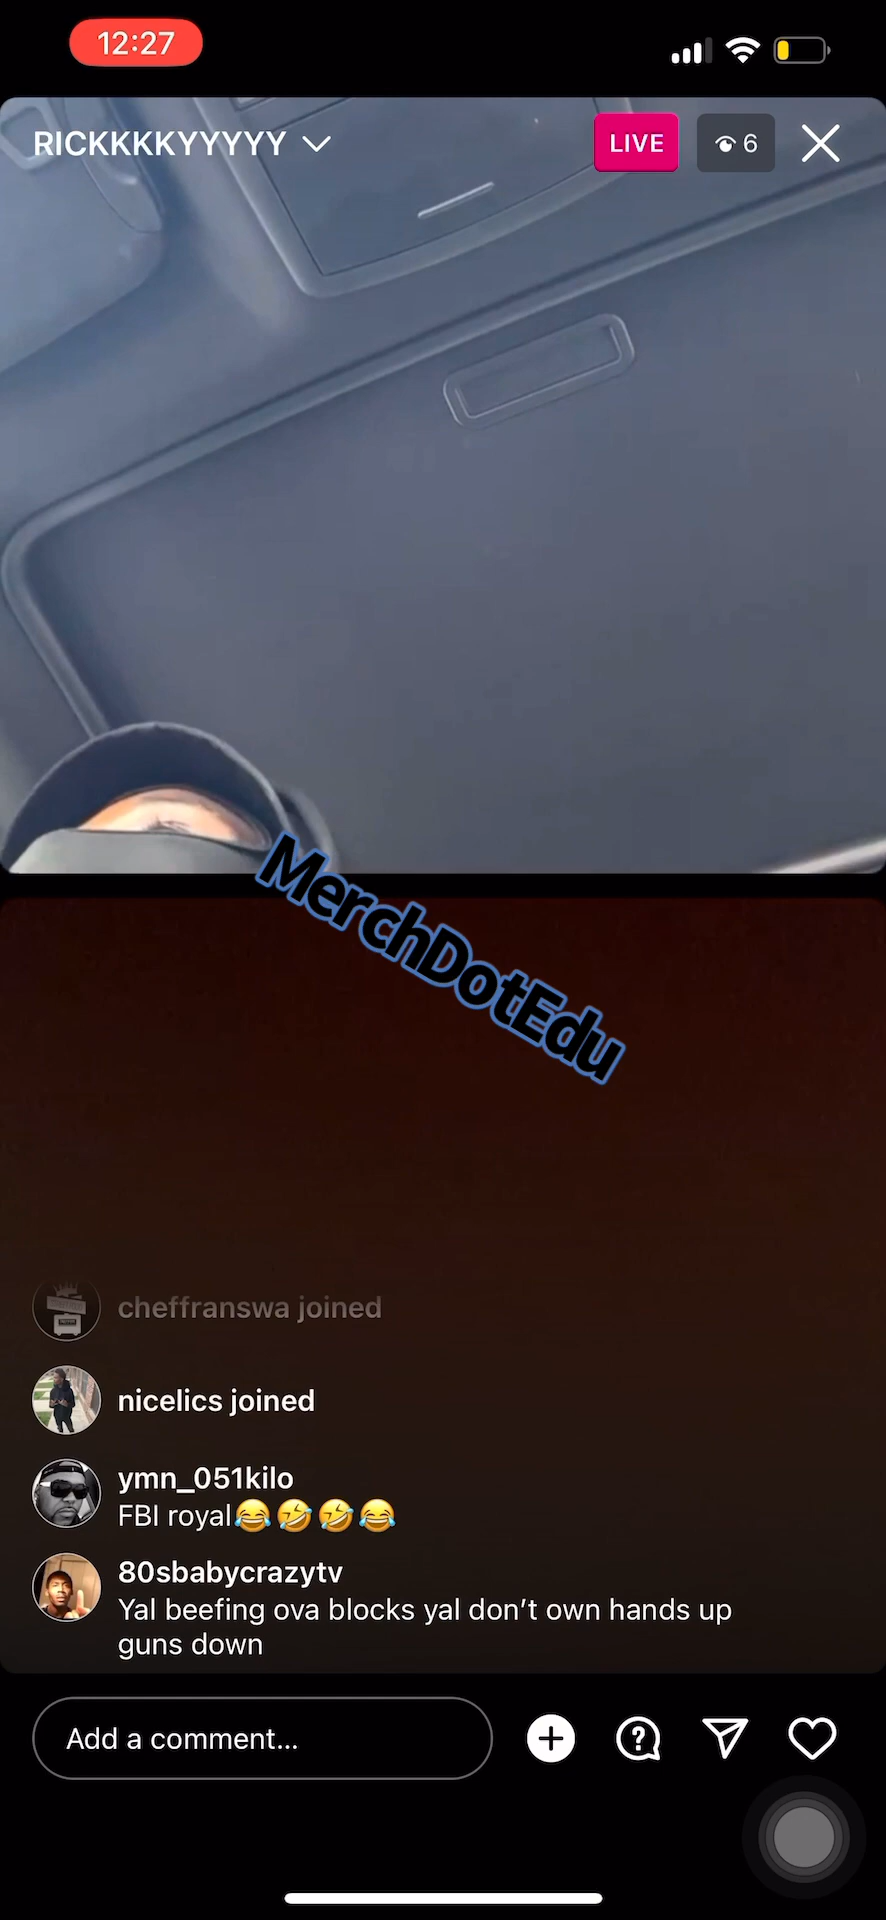 12:27
RICKKKKYYYYY
LIVE
6
MerchDotEdu
cheffranswa joined
nicelics joined
ymn_051kilo
FBI royal😂🤣🤣😂
80sbabycrazytv
Yal beefing ova blocks yal don’t own hands up
guns down
Add a comment...